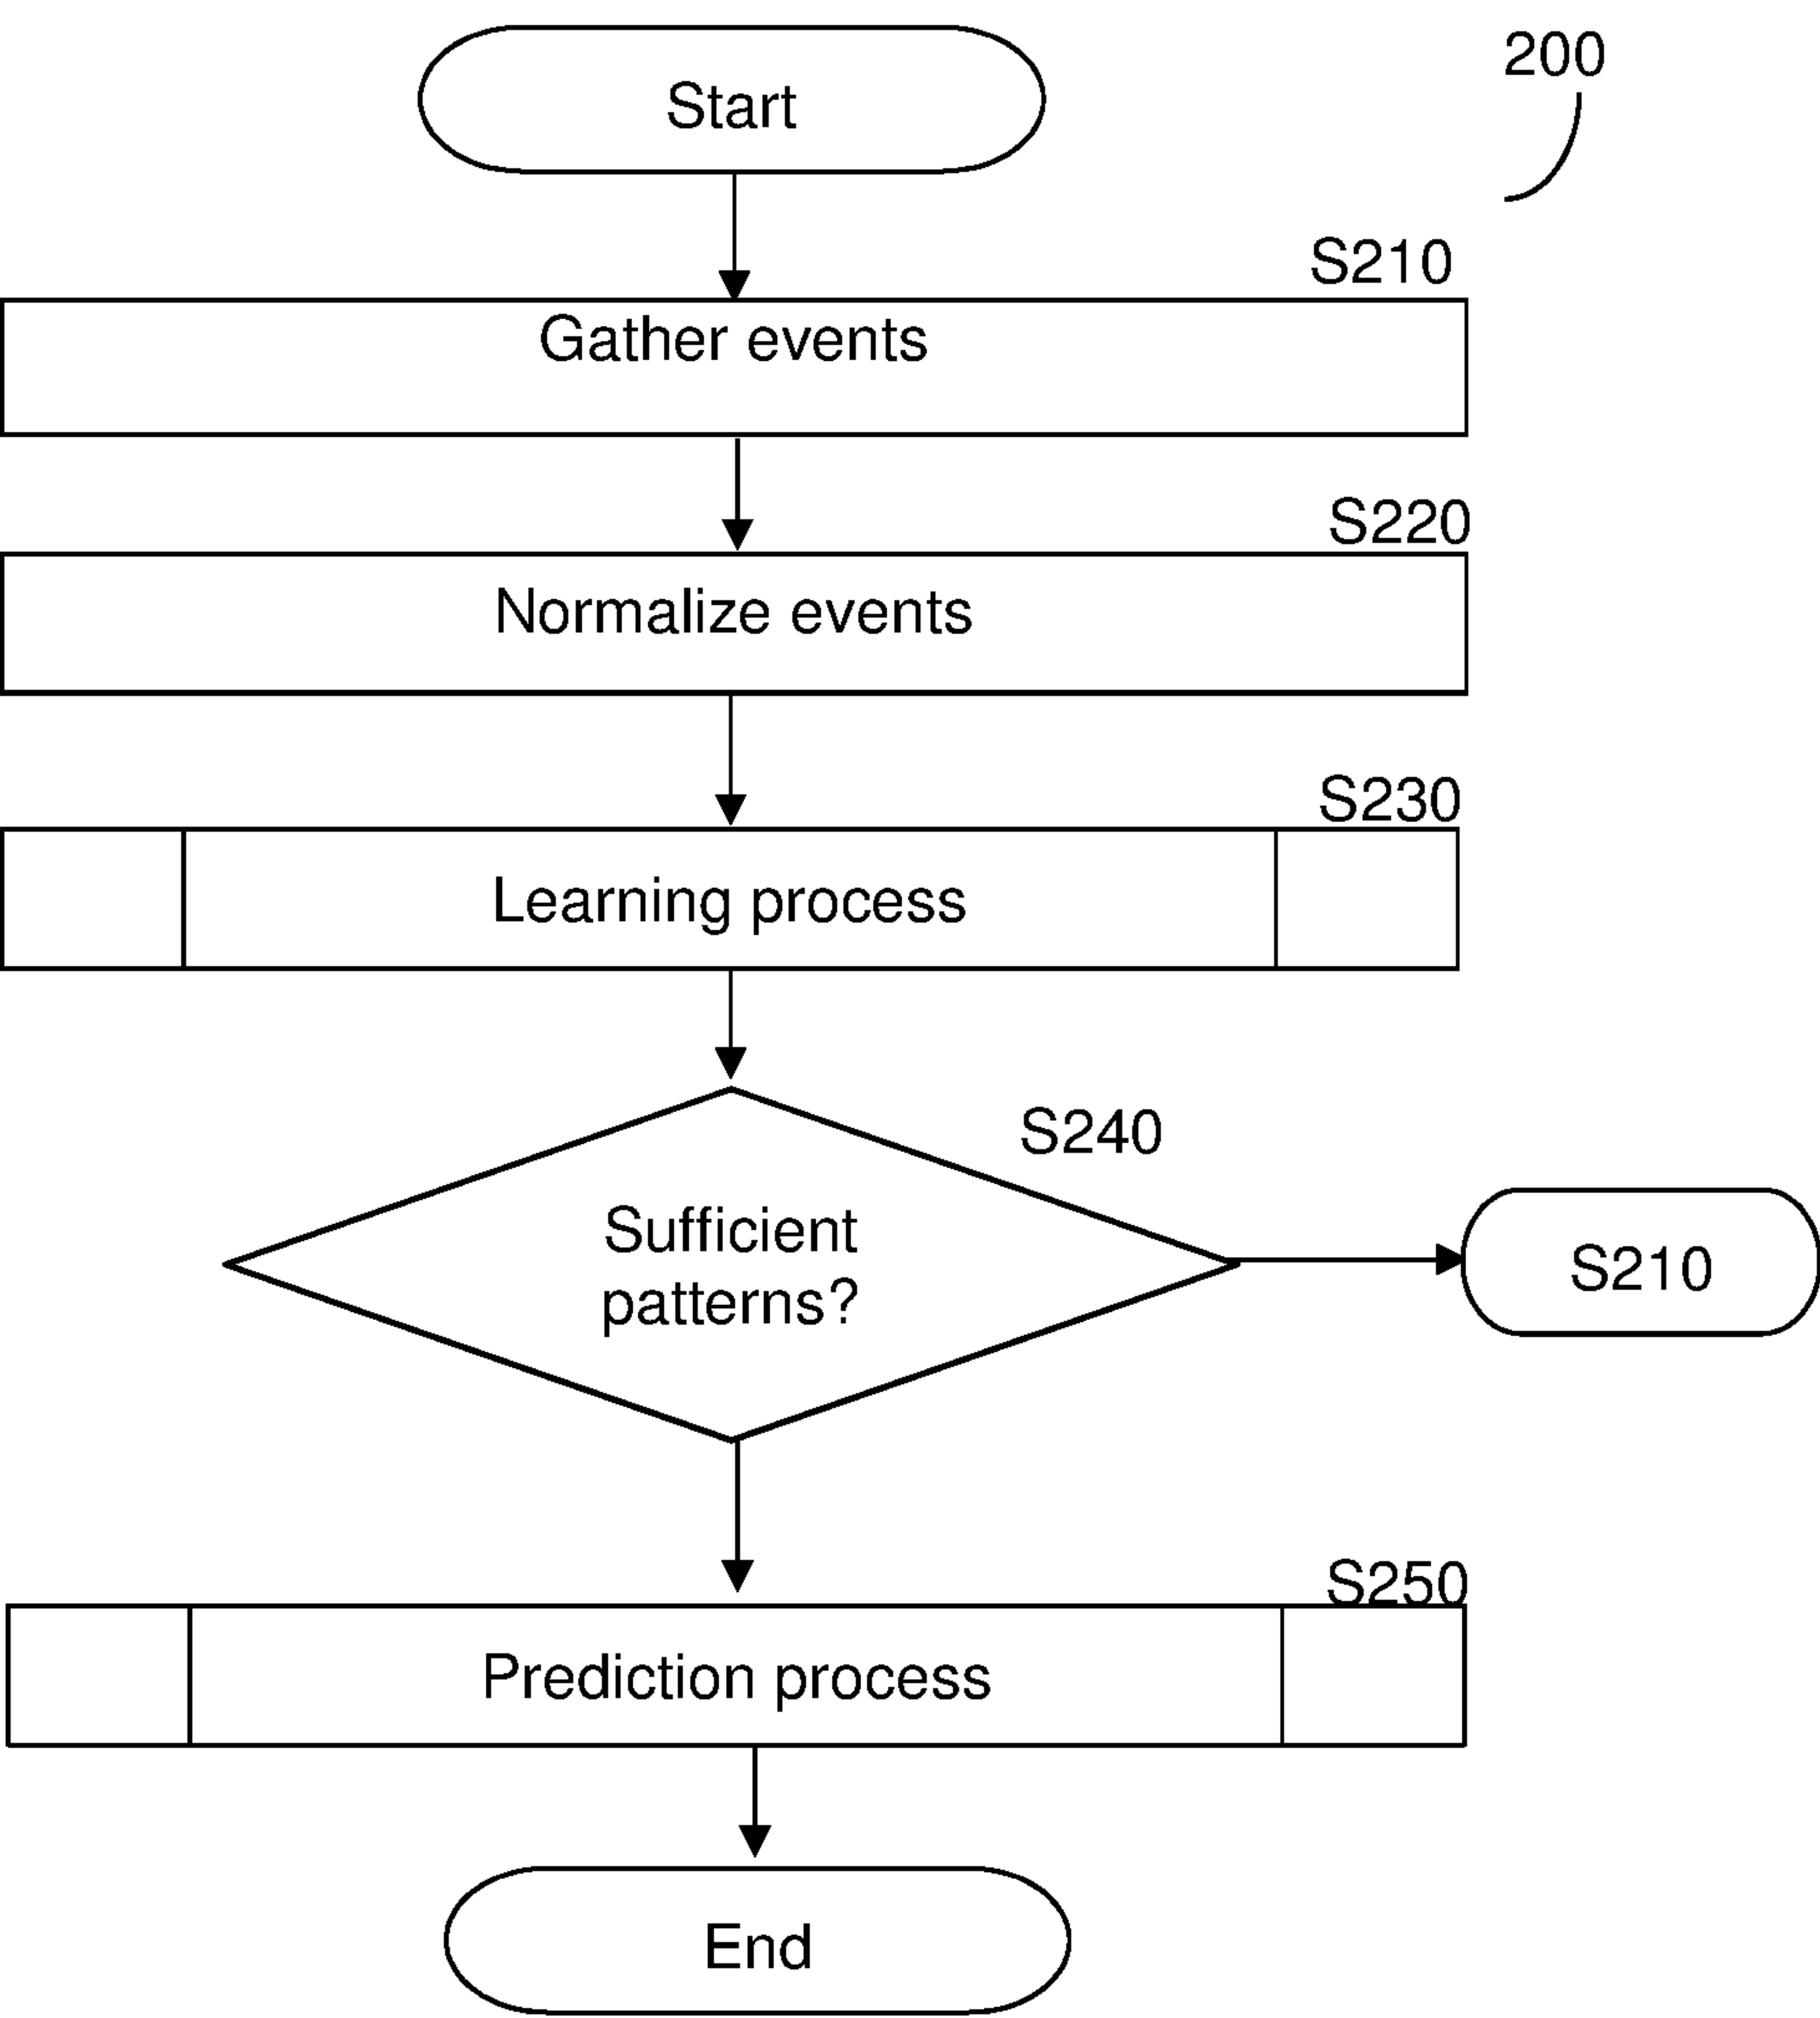 Start
200
S210
Gather events
S220
Normalize events
S230
Learning process
S240
Sufficient
patterns?
S210
S250
Prediction process
End